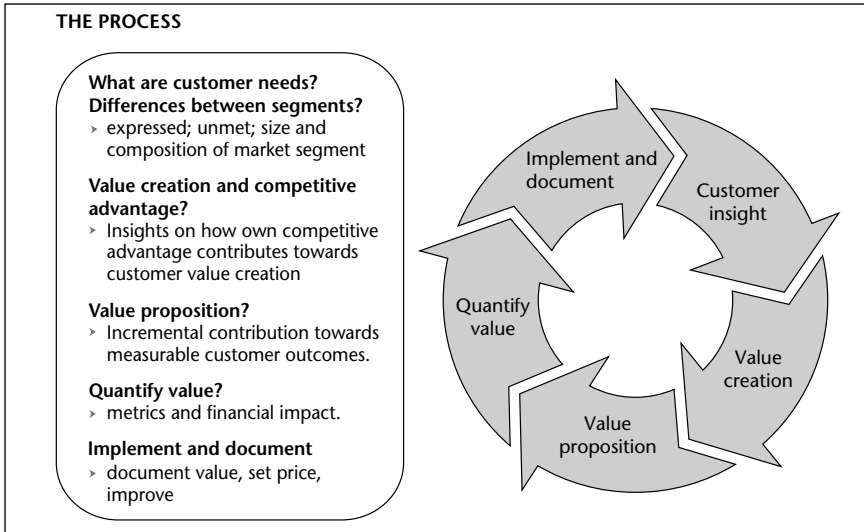 THE PROCESS
What are customer needs?
Differences between segments?
> expressed; unmet; size and
composition of market segment
Value creation and competitive
advantage?
> Insights on how own competitive
advantage contributes towards
customer value creation
Value proposition?
> Incremental contribution towards
measurable customer outcomes.
Quantify value?
> metrics and financial impact.
Implement and document
> document value, set price,
improve
Implement and
document
Customer
insight
Value
creation
Value
proposition
Quantify
value